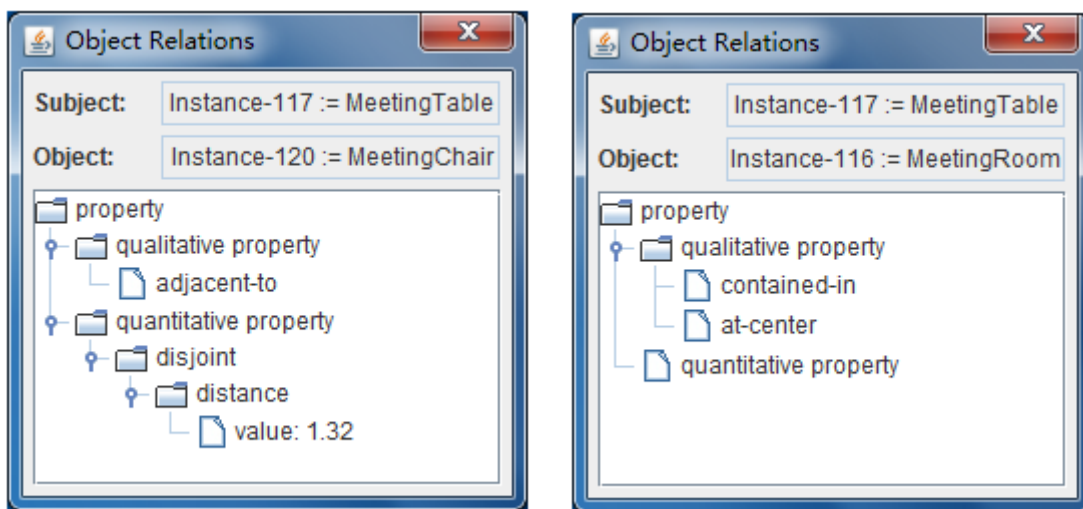 Object Relations
Subject: Instance-117 := MeetingTable
Object: Instance-120 := MeetingChair
property
qualitative property
adjacent-to
quantitative property
disjoint
distance
value: 1.32
Object Relations
Subject: Instance-117 := MeetingTable
Object: Instance-116 := MeetingRoom
property
qualitative property
contained-in
at-center
quantitative property